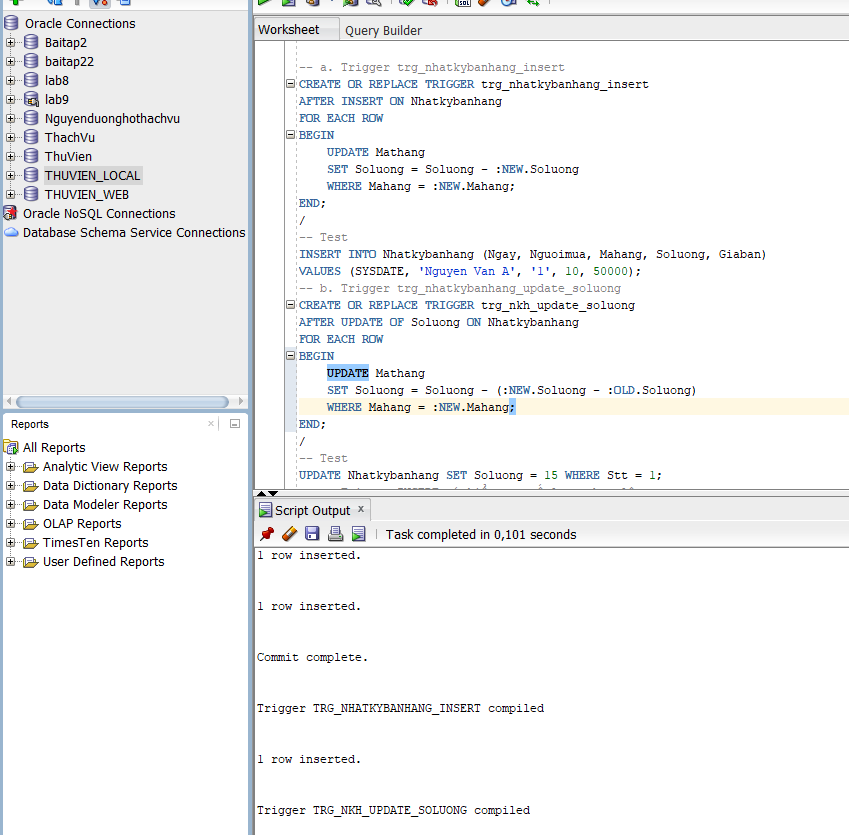 Oracle Connections
Baitap2
baitap22
lab8
lab9
Nguyenduonghothachvu
ThachVu
ThuVien
THUVIEN_LOCAL
THUVIEN_WEB
Oracle NoSQL Connections
Database Schema Service Connections
Reports
All Reports
Analytic View Reports
Data Dictionary Reports
Data Modeler Reports
OLAP Reports
TimesTen Reports
User Defined Reports
Worksheet
Query Builder
-- a. Trigger trg_nhatkybanhang_insert
CREATE OR REPLACE TRIGGER trg_nhatkybanhang_insert
AFTER INSERT ON Nhatkybanhang
FOR EACH ROW
BEGIN
UPDATE Mathang
SET Soluong = Soluong - :NEW.Soluong
WHERE Mahang = :NEW.Mahang;
END;
/
-- Test
INSERT INTO Nhatkybanhang (Ngay, Nguoimua, Mahang, Soluong, Giaban)
VALUES (SYSDATE, 'Nguyen Van A', '1', 10, 50000);
-- b. Trigger trg_nhatkybanhang_update_soluong
CREATE OR REPLACE TRIGGER trg_nkh_update_soluong
AFTER UPDATE OF Soluong ON Nhatkybanhang
FOR EACH ROW
BEGIN
UPDATE Mathang
SET Soluong = Soluong - (:NEW.Soluong - :OLD.Soluong)
WHERE Mahang = :NEW.Mahang;
END;
/
-- Test
UPDATE Nhatkybanhang SET Soluong = 15 WHERE Stt = 1;
Script Output
Task completed in 0,101 seconds
1 row inserted.
1 row inserted.
Commit complete.
Trigger TRG_NHATKYBANHANG_INSERT compiled
1 row inserted.
Trigger TRG_NKH_UPDATE_SOLUONG compiled